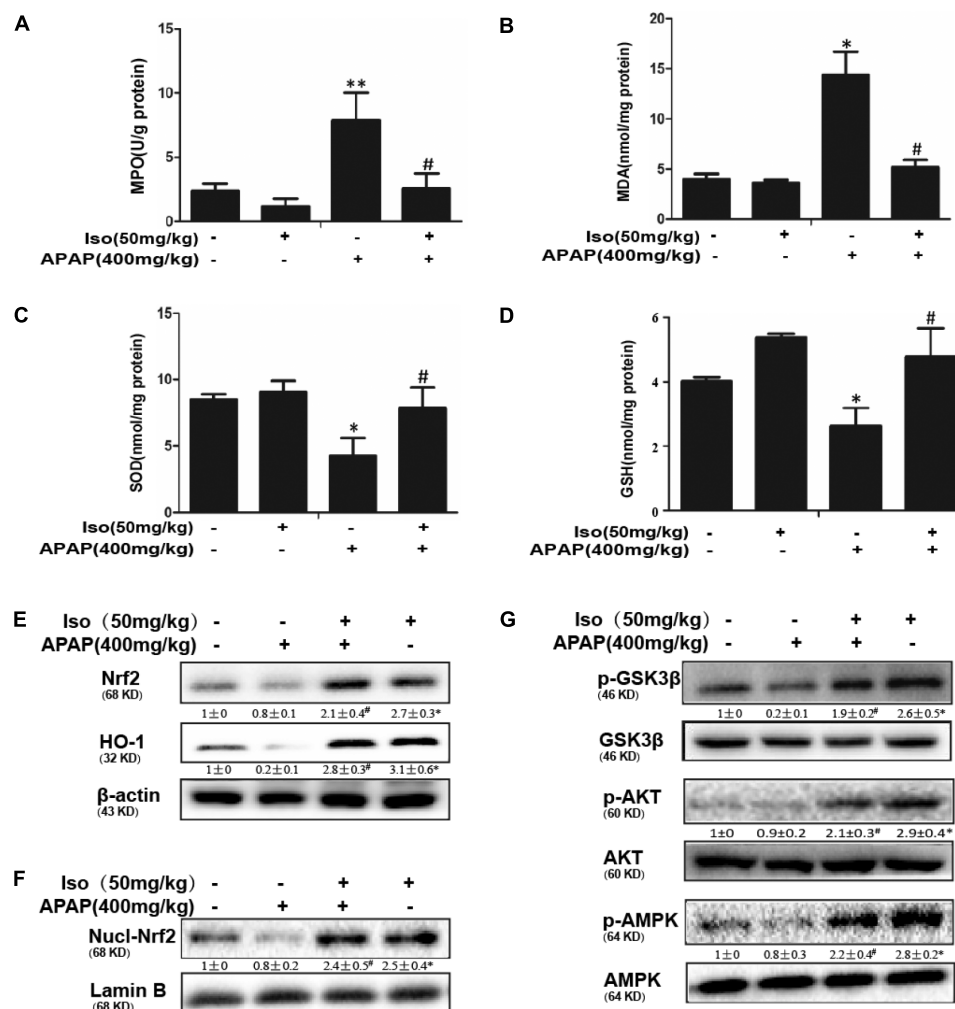 A
MPO(U/g protein)
15
10
5
0
**
#
Iso(50mg/kg) - + - +
APAP(400mg/kg) - - + +
B
MDA(nmol/mg protein)
20
15
10
5
0
*
#
Iso(50mg/kg) - + - +
APAP(400mg/kg) - - + +
C
SOD(nmol/mg protein)
15
10
5
0
*
#
Iso(50mg/kg) - + - +
APAP(400mg/kg) - - + +
D
GSH(nmol/mg protein)
6
4
2
0
*
#
Iso(50mg/kg) - + - +
APAP(400mg/kg) - - + +
E
Iso（50mg/kg) - - + +
APAP(400mg/kg) - + + -
Nrf2
(68 KD)
1±0 0.8±0.1 2.1±0.4# 2.7±0.3*
HO-1
(32 KD)
1±0 0.2±0.1 2.8±0.3# 3.1±0.6*
β-actin
(43 KD)
F
Iso（50mg/kg) - - + +
APAP(400mg/kg) - + + -
Nucl-Nrf2
(68 KD)
1±0 0.8±0.2 2.4±0.5# 2.5±0.4*
Lamin B
(68 KD)
G
Iso（50mg/kg) - - + +
APAP(400mg/kg) - + + -
p-GSK3β
(46 KD)
1±0 0.2±0.1 1.9±0.2# 2.6±0.5*
GSK3β
(46 KD)
p-AKT
(60 KD)
1±0 0.9±0.2 2.1±0.3# 2.9±0.4*
AKT
(60 KD)
p-AMPK
(64 KD)
1±0 0.8±0.3 2.2±0.4# 2.8±0.2*
AMPK
(64 KD)